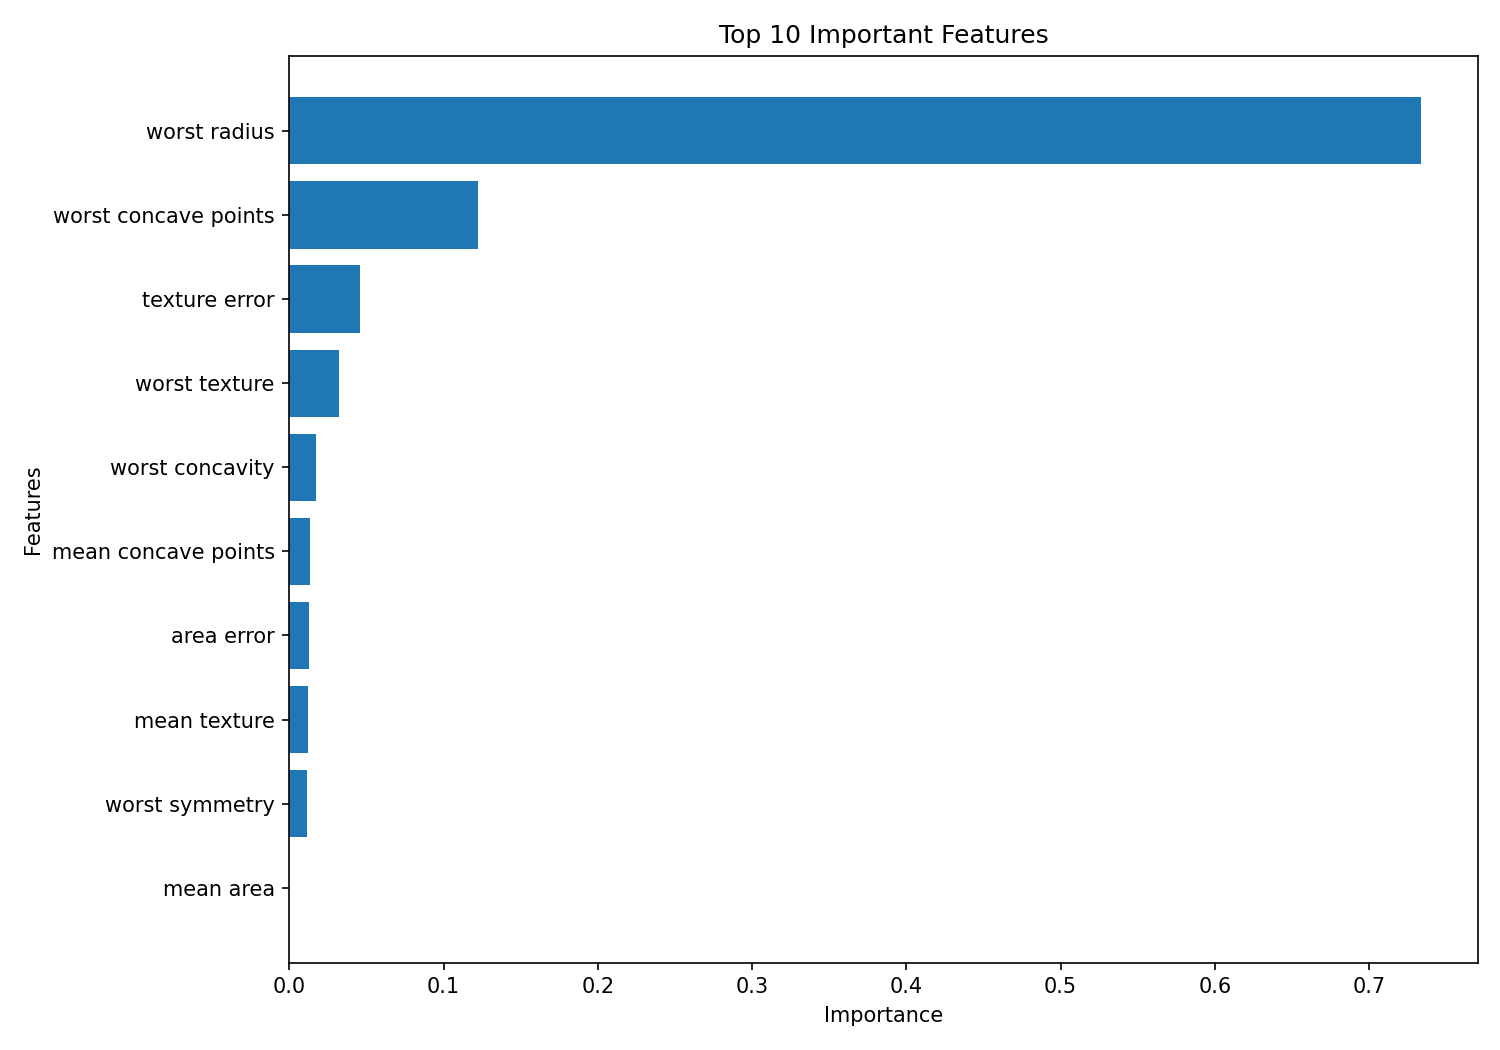 Top 10 Important Features
worst radius
worst concave points
texture error
worst texture
worst concavity
mean concave points
area error
mean texture
worst symmetry
mean area
Features
0.0 0.1 0.2 0.3 0.4 0.5 0.6 0.7
Importance